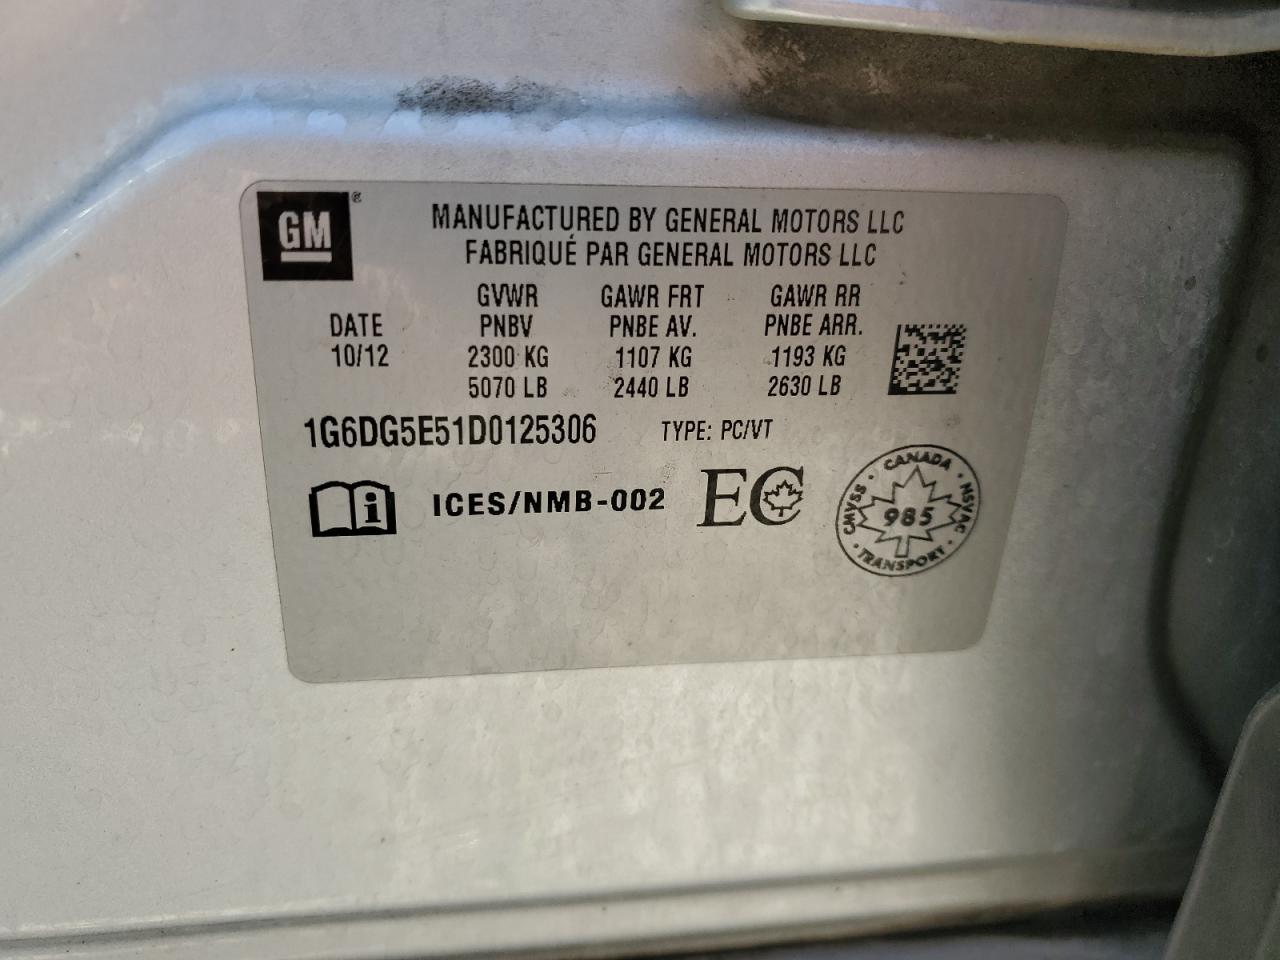 GM®
MANUFACTURED BY GENERAL MOTORS LLC
FABRIQUÉ PAR GENERAL MOTORS LLC
GVWR GAWR FRT GAWR RR
DATE PNBV PNBE AV. PNBE ARR.
10/12 2300 KG 1107 KG 1193 KG
5070 LB 2440 LB 2630 LB
1G6DG5E51D0125306 TYPE: PC/VT
i ICES/NMB-002 EC
CANADA
CMVSS 985 NSVAC
TRANSPORT